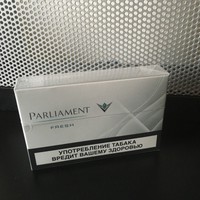 PARLIAMENT
FRESH
УПОТРЕБЛЕНИЕ ТАБАКА
ВРЕДИТ ВАШЕМУ ЗДОРОВЬЮ